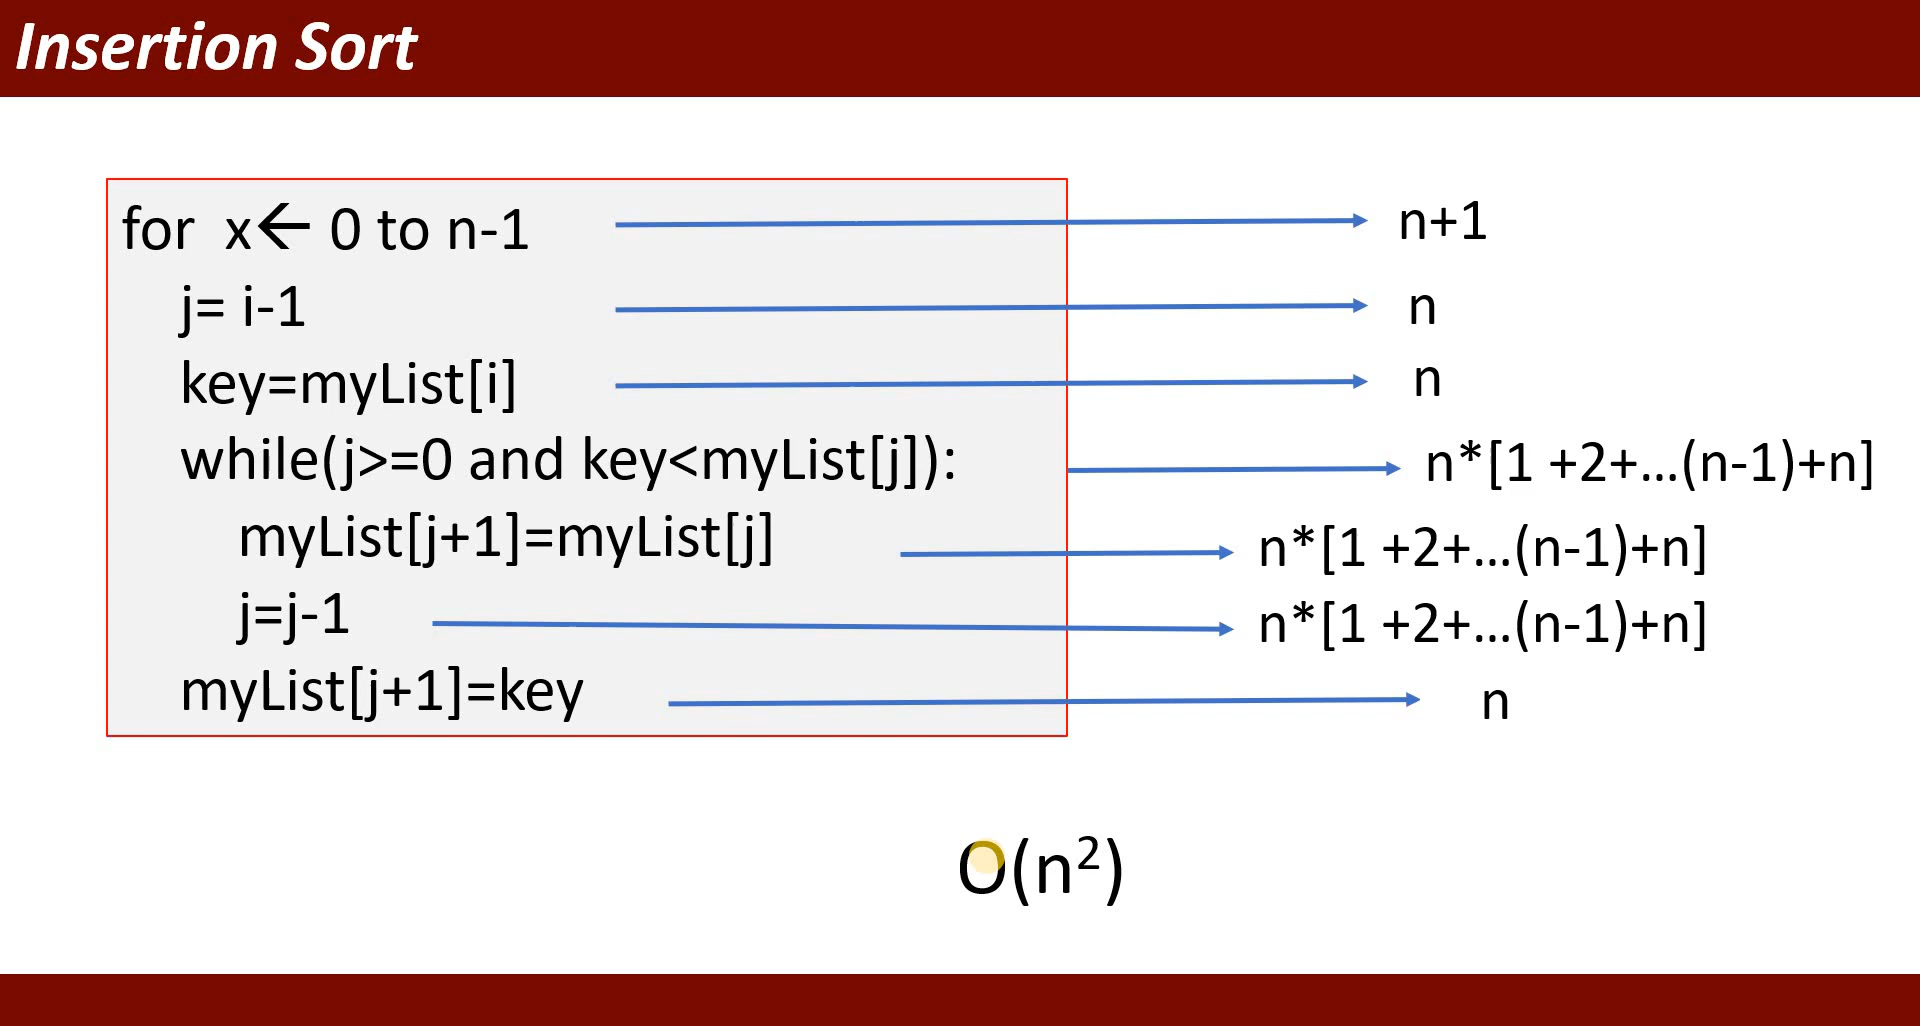 Insertion Sort
for x← 0 to n-1 n+1
j= i-1 n
key=myList[i] n
while(j>=0 and key<myList[j]): n*[1 +2+...(n-1)+n]
myList[j+1]=myList[j] n*[1 +2+...(n-1)+n]
j=j-1 n*[1 +2+...(n-1)+n]
myList[j+1]=key n
O(n²)